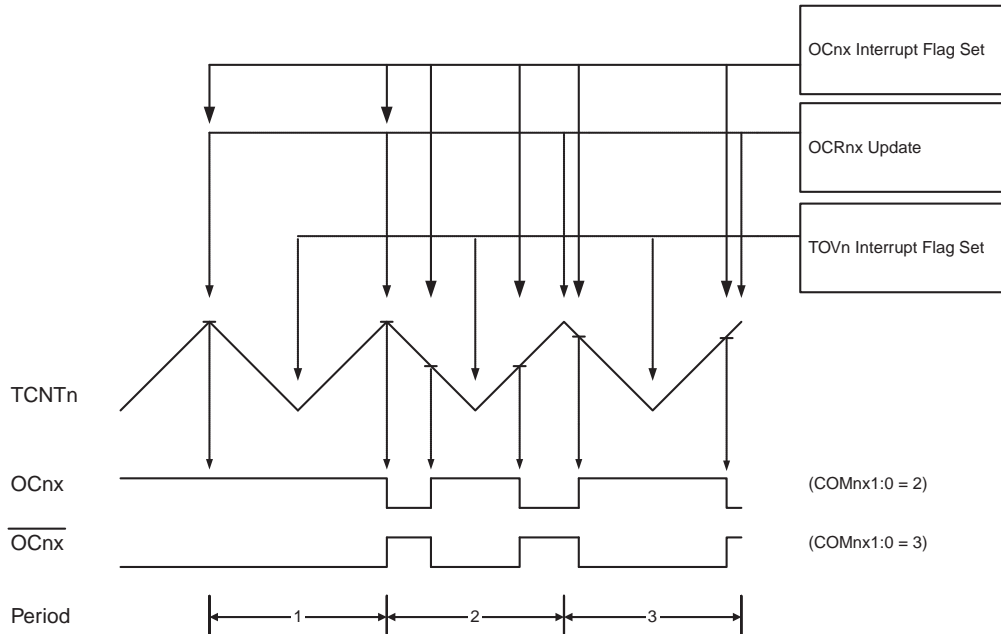 OCnx Interrupt Flag Set
OCRnx Update
TOVn Interrupt Flag Set
TCNTn
OCnx
(COMnx1:0 = 2)
OCnx
(COMnx1:0 = 3)
Period
1
2
3